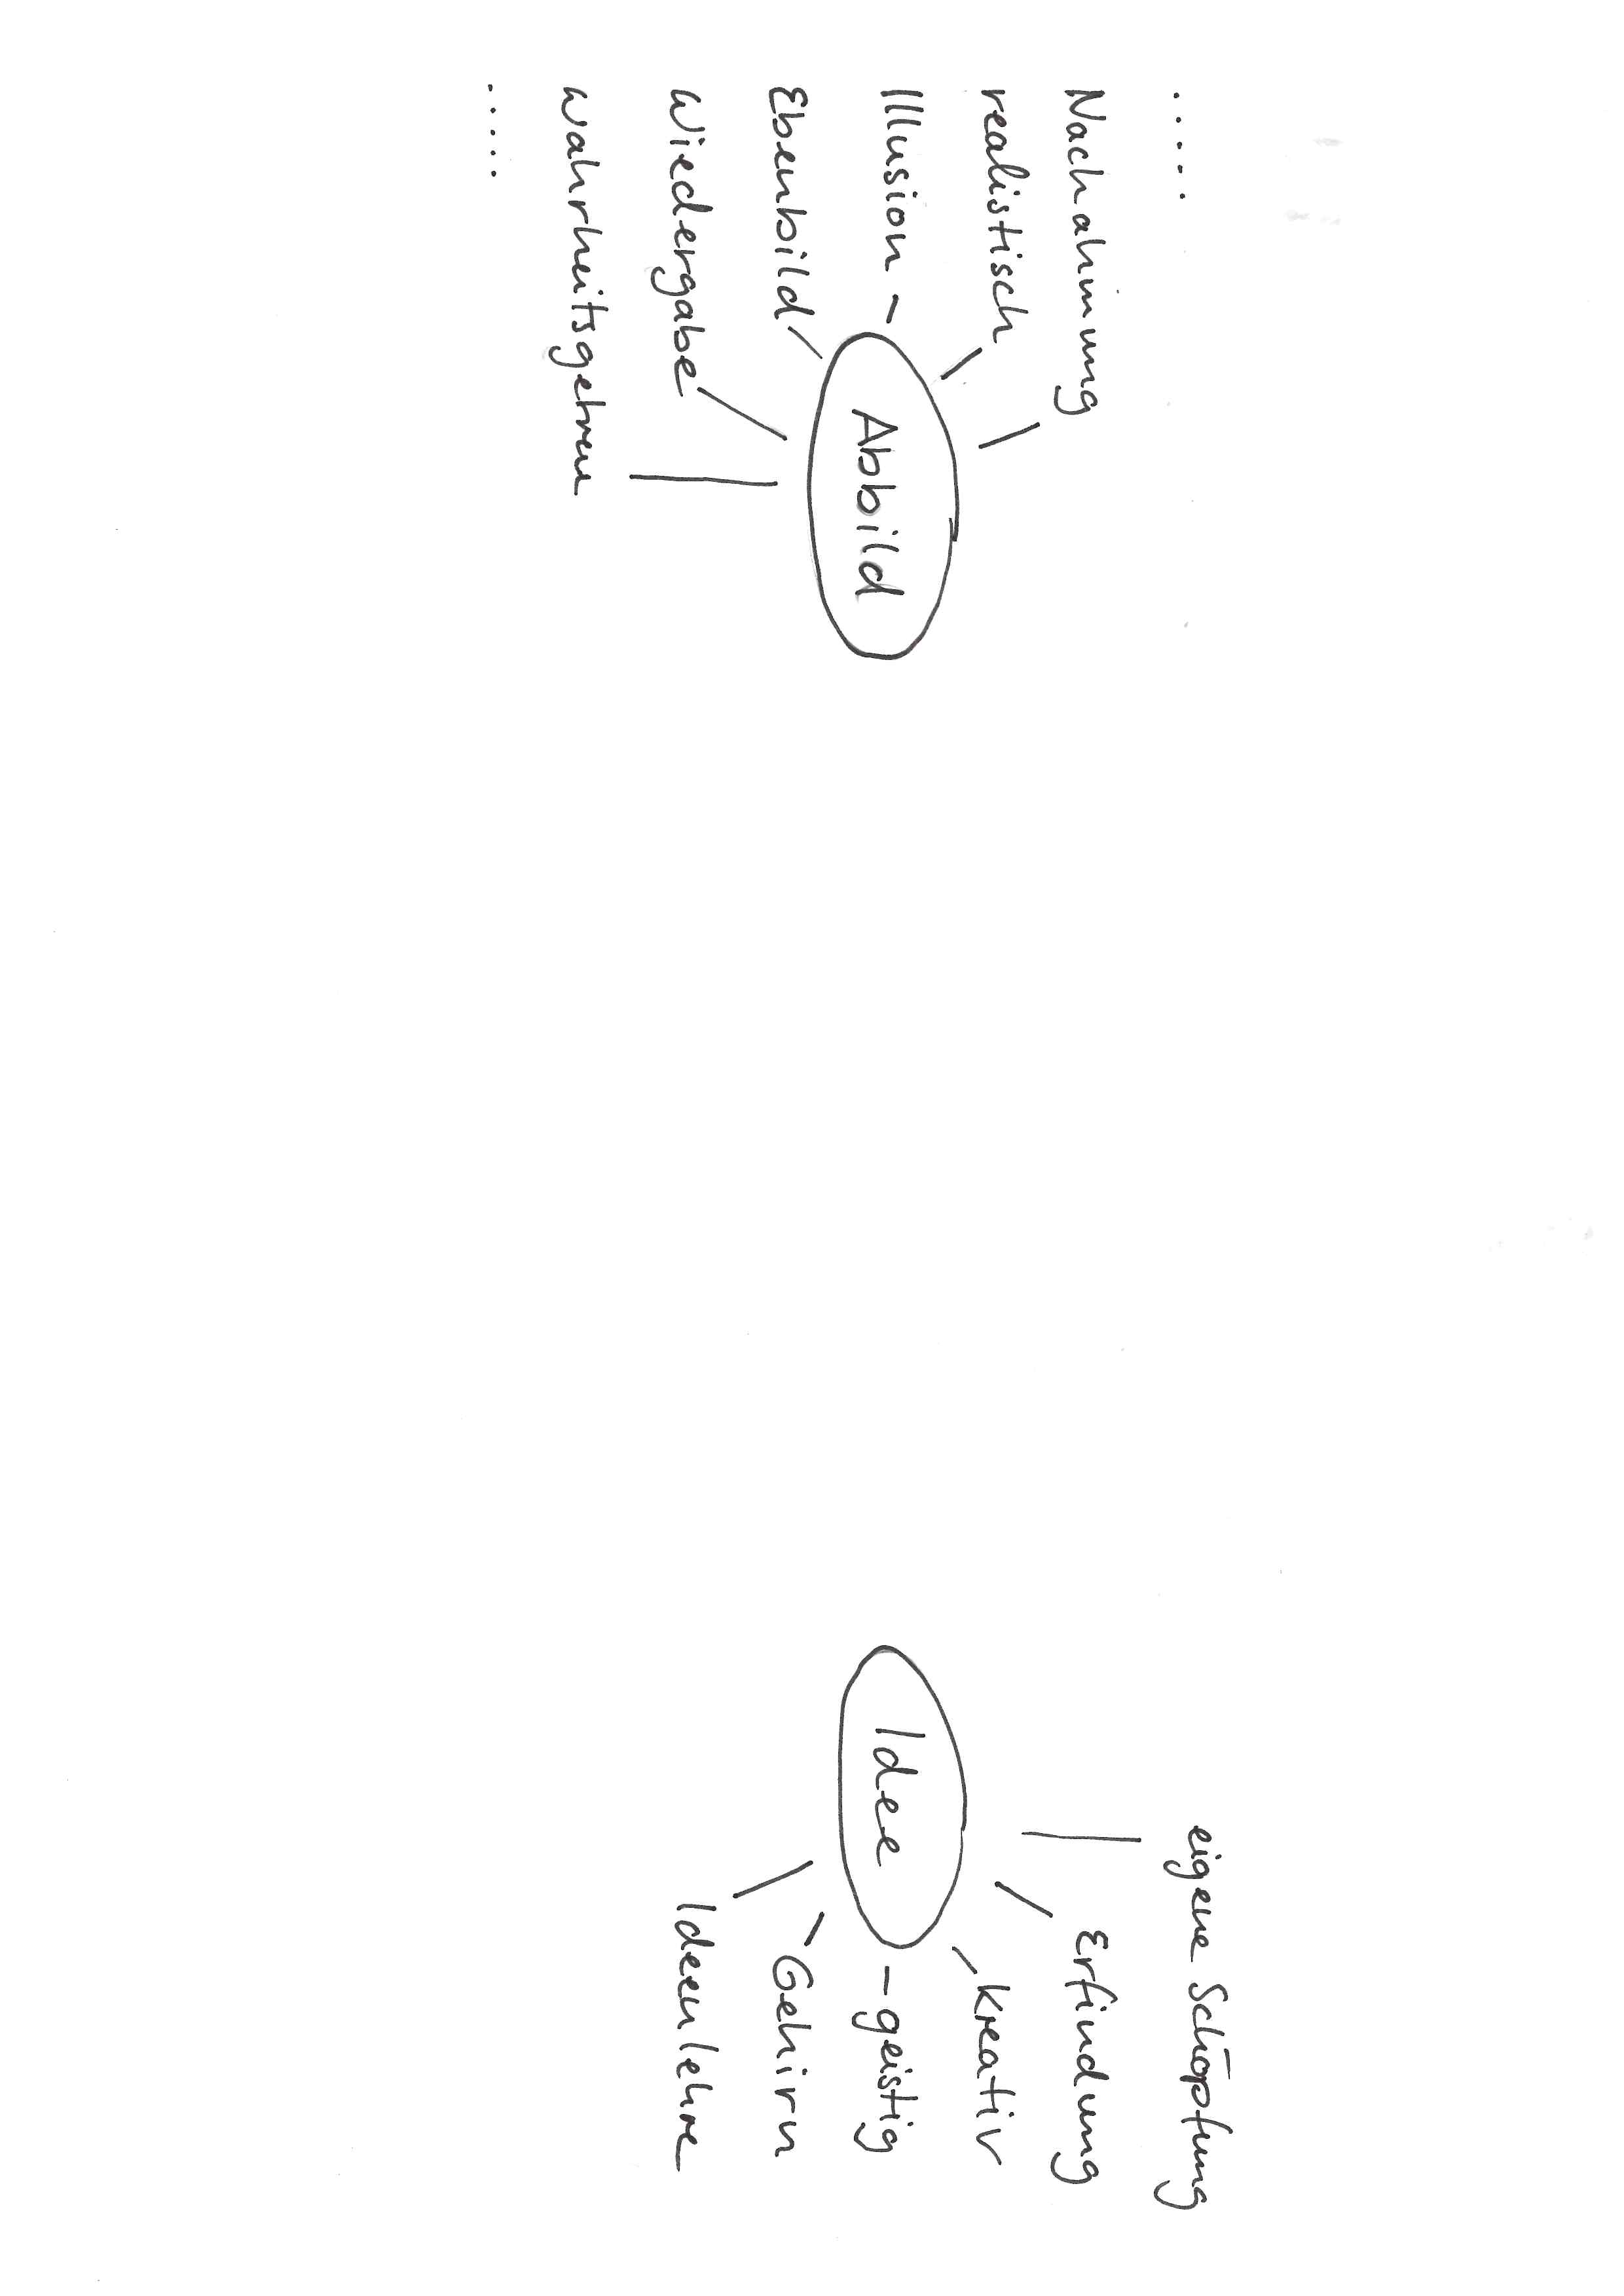 .....
Nachahmung
realistisch
Illusion -
Ebenbild
Wiedergabe
wahrheitsgetreu
.....
Abbild
Idee
eigene Schöpfung
Erfindung
kreativ
- geistig
Gehirn
Ideenlehre